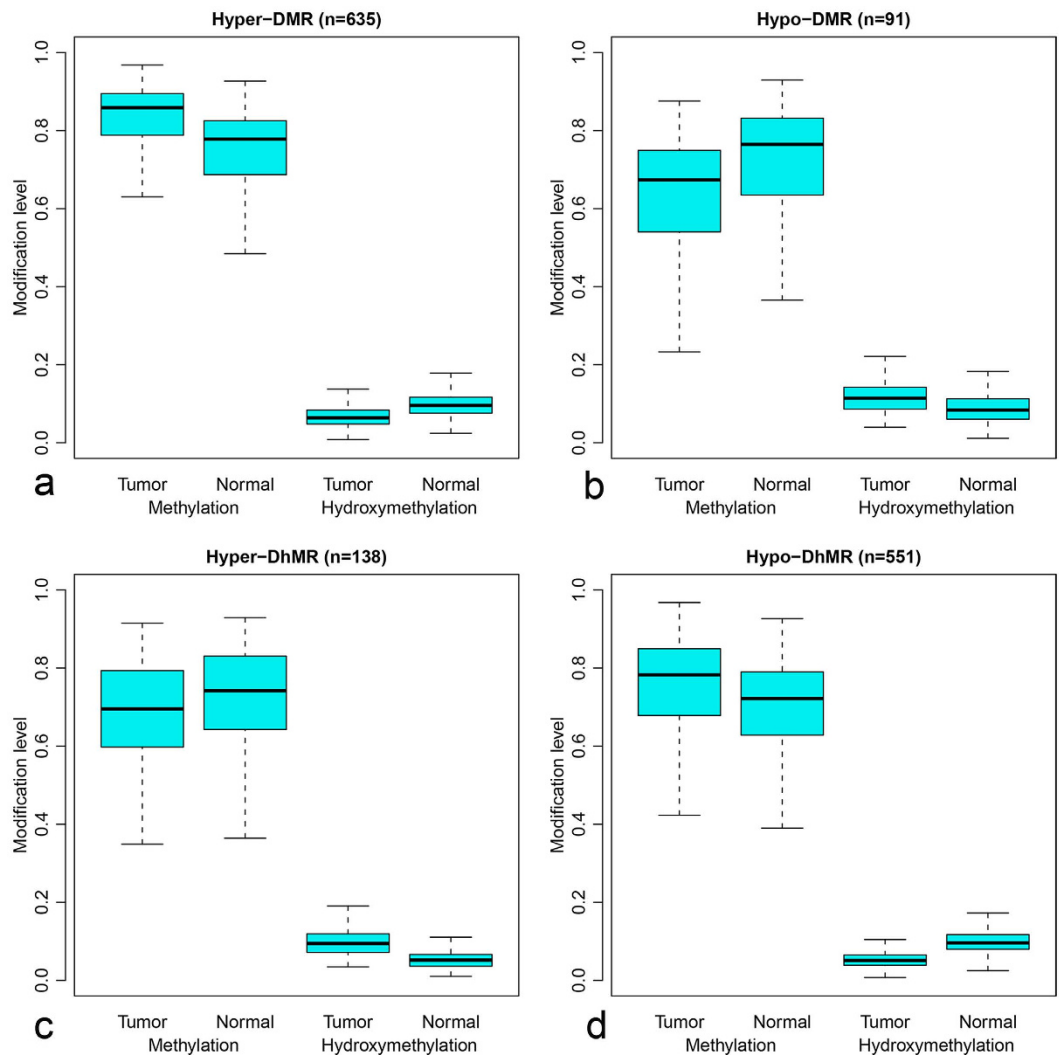 Hyper−DMR (n=635)
Modification level
1.0
0.8
0.6
0.4
0.2
0.0
a
Tumor Normal Tumor Normal
Methylation Hydroxymethylation
Hypo−DMR (n=91)
Modification level
1.0
0.8
0.6
0.4
0.2
0.0
b
Tumor Normal Tumor Normal
Methylation Hydroxymethylation
Hyper−DhMR (n=138)
Modification level
1.0
0.8
0.6
0.4
0.2
0.0
c
Tumor Normal Tumor Normal
Methylation Hydroxymethylation
Hypo−DhMR (n=551)
Modification level
1.0
0.8
0.6
0.4
0.2
0.0
d
Tumor Normal Tumor Normal
Methylation Hydroxymethylation